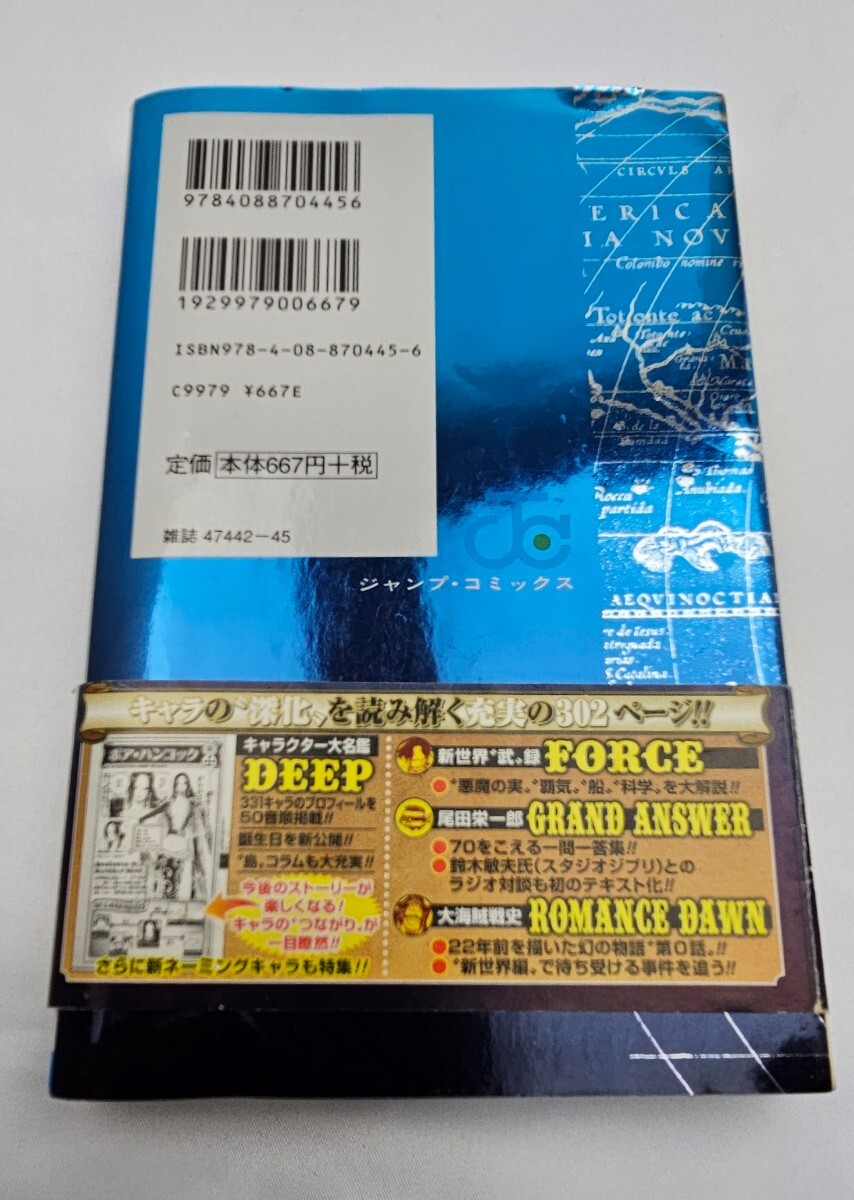 9784088704456
1929979006679
ISBN978-4-08-870445-6
C9979 ¥667E
定価 本体667円+税
雑誌 47442-45
ジャンプ・コミックス
CIRCVLE AR
ERICA
IA NOV
Colombo nomine r
Totonte ac
Ma
S Thomas
Anubiada.
Rocca
partida
AEQVINOCTIA
S. Catalina
キャラの〝深化〟を読み解く充実の302ページ!!
ボア・ハンコック
キャラクター大名鑑
DEEP
331キャラのプロフィールを
50音順掲載!!
誕生日を新公開!!
〝島〟コラムも大充実!!
今後のストーリーが
楽しくなる!
キャラの〝つながり〟が
一目瞭然!!
さらに新ネーミングキャラも特集!!
新世界〝武〟録 FORCE
●〝悪魔の実〟〝覇気〟〝船〟〝科学〟を大解説!!
尾田栄一郎 GRAND ANSWER
●70をこえる一問一答集!!
●鈴木敏夫氏(スタジオジブリ)との
ラジオ対談も初のテキスト化!!
大海賊戦史 ROMANCE DAWN
●22年前を描いた幻の物語〝第0話〟!!
●〝新世界編〟で待ち受ける事件を追う!!